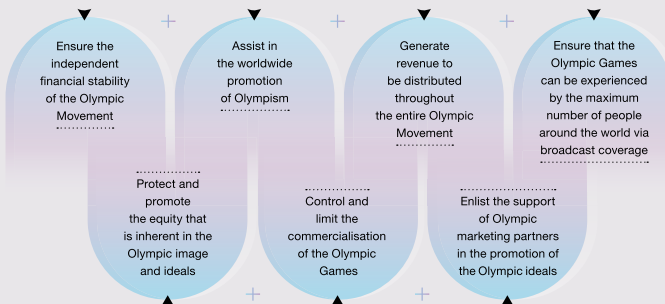 Ensure the
independent
financial stability
of the Olympic
Movement
Assist in
the worldwide
promotion
of Olympism
Generate
revenue to
be distributed
throughout
the entire Olympic
Movement
Ensure that the
Olympic Games
can be experienced
by the maximum
number of people
around the world via
broadcast coverage
Protect and
promote
the equity that
is inherent in the
Olympic image
and ideals
Control and
limit the
commercialisation
of the Olympic
Games
Enlist the support
of Olympic
marketing partners
in the promotion of
the Olympic ideals